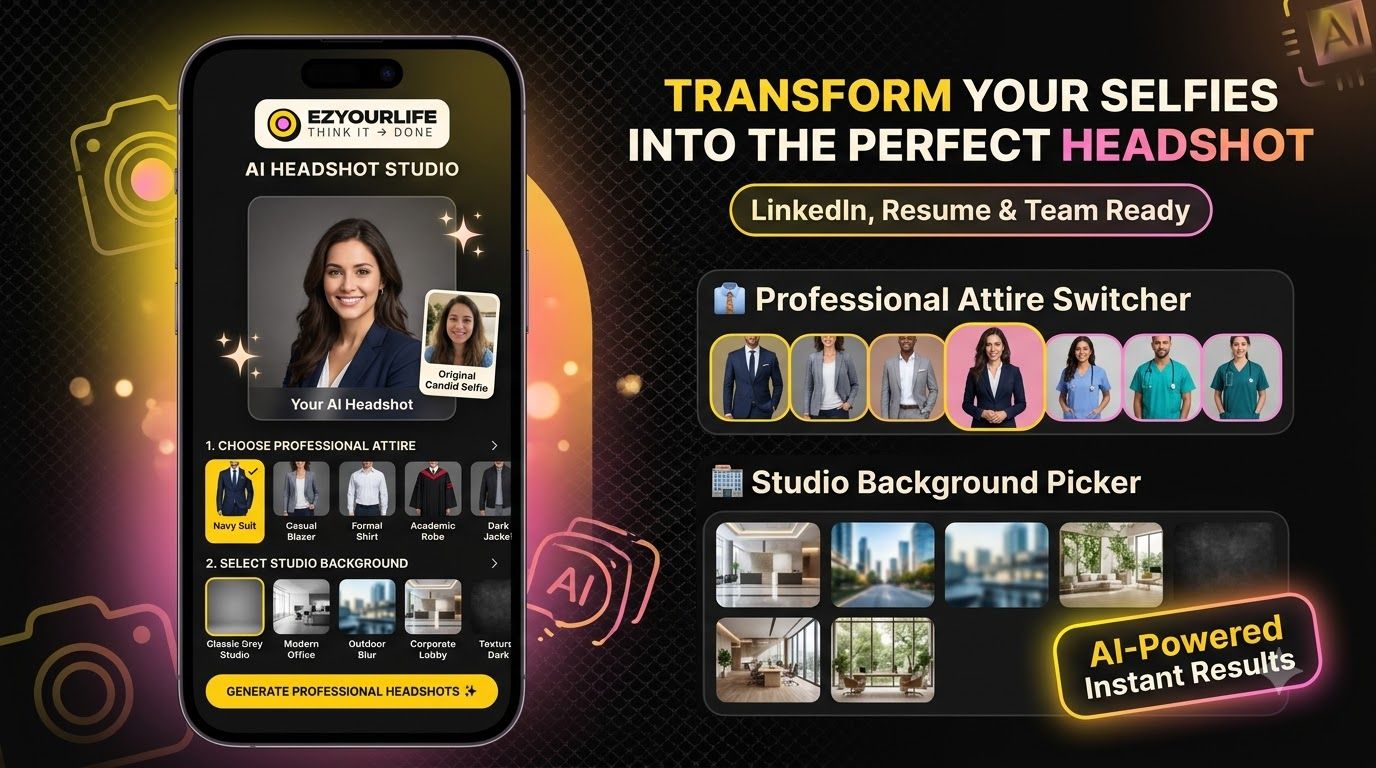 EZYOURLIFE
THINK IT → DONE
AI HEADSHOT STUDIO
Original
Candid Selfie
Your AI Headshot
1. CHOOSE PROFESSIONAL ATTIRE
Navy Suit
Casual
Blazer
Formal
Shirt
Academic
Robe
Dark
Jacke
2. SELECT STUDIO BACKGROUND
Classic Grey
Studio
Modern
Office
Outdoor
Blur
Corporate
Lobby
Textur
Dark
GENERATE PROFESSIONAL HEADSHOTS
AI
AI
TRANSFORM YOUR SELFIES
INTO THE PERFECT HEADSHOT
LinkedIn, Resume & Team Ready
Professional Attire Switcher
Studio Background Picker
AI-Powered
Instant Results